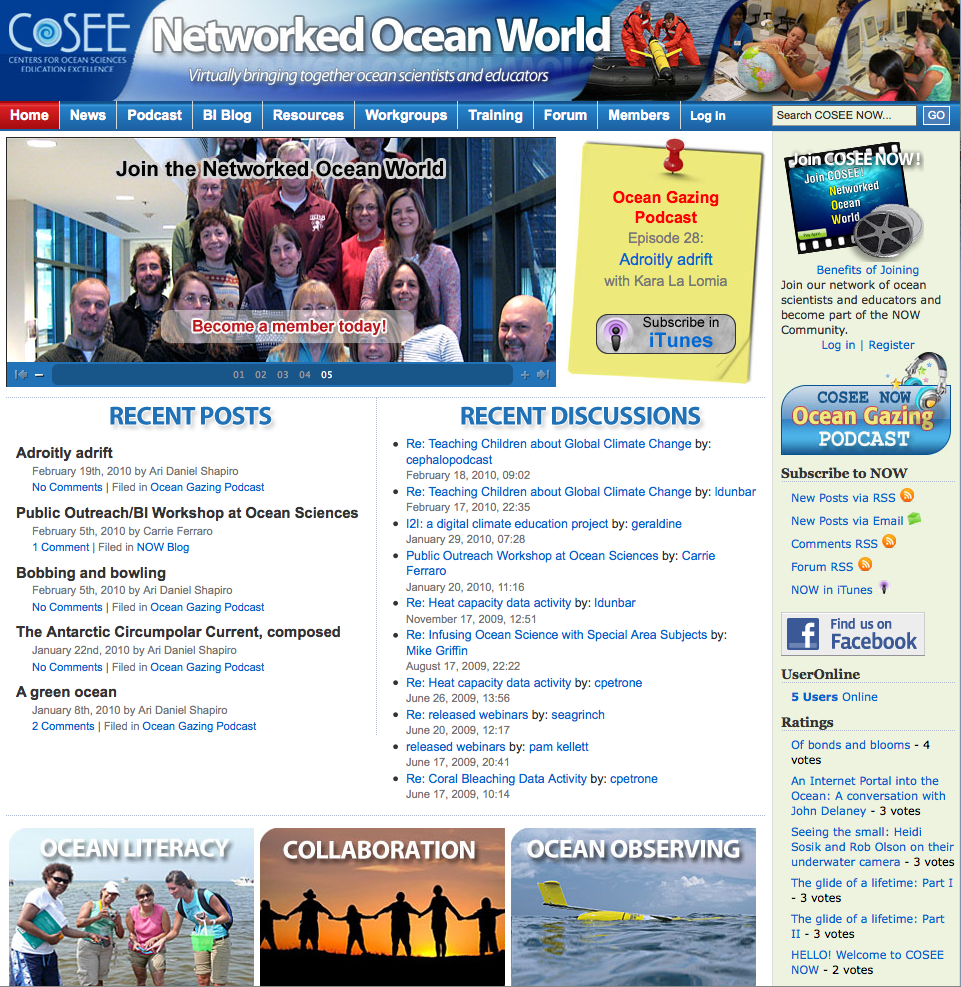 COSEE
CENTERS FOR OCEAN SCIENCES
EDUCATION EXCELLENCE
Networked Ocean World
Virtually bringing together ocean scientists and educators
Home News Podcast BI Blog Resources Workgroups Training Forum Members Log In
Search COSEE NOW... GO
Join the Networked Ocean World
Become a member today!
01 02 03 04 05
Ocean Gazing
Podcast
Episode 28:
Adroitly adrift
with Kara La Lomia
Subscribe in
iTunes
Join COSEE NOW!
Join COSEE!
Networked
Ocean
World
Benefits of Joining
Join our network of ocean
scientists and educators and
become part of the NOW
Community.
Log in | Register
COSEE NOW
Ocean Gazing
PODCAST
Subscribe to NOW
New Posts via RSS
New Posts via Email
Comments RSS
Forum RSS
NOW in iTunes
Find us on
Facebook
UserOnline
5 Users Online
Ratings
Of bonds and blooms - 4
votes
An Internet Portal into the
Ocean: A conversation with
John Delaney - 3 votes
Seeing the small: Heidi
Sosik and Rob Olson on their
underwater camera - 3 votes
The glide of a lifetime: Part I
- 3 votes
The glide of a lifetime: Part
II - 3 votes
HELLO! Welcome to COSEE
NOW - 2 votes
RECENT POSTS
Adroitly adrift
February 19th, 2010 by Ari Daniel Shapiro
No Comments | Filed in Ocean Gazing Podcast
Public Outreach/BI Workshop at Ocean Sciences
February 5th, 2010 by Carrie Ferraro
1 Comment | Filed in NOW Blog
Bobbing and bowling
February 5th, 2010 by Ari Daniel Shapiro
No Comments | Filed in Ocean Gazing Podcast
The Antarctic Circumpolar Current, composed
January 22nd, 2010 by Ari Daniel Shapiro
No Comments | Filed in Ocean Gazing Podcast
A green ocean
January 8th, 2010 by Ari Daniel Shapiro
2 Comments | Filed in Ocean Gazing Podcast
RECENT DISCUSSIONS
Re: Teaching Children about Global Climate Change by:
cephalopodcast
February 18, 2010, 09:02
Re: Teaching Children about Global Climate Change by: ldunbar
February 17, 2010, 22:35
I2I: a digital climate education project by: geraldine
January 29, 2010, 07:28
Public Outreach Workshop at Ocean Sciences by: Carrie
Ferraro
January 20, 2010, 11:16
Re: Heat capacity data activity by: ldunbar
November 17, 2009, 12:51
Re: Infusing Ocean Science with Special Area Subjects by:
Mike Griffin
August 17, 2009, 22:22
Re: Heat capacity data activity by: cpetrone
June 26, 2009, 13:56
Re: released webinars by: seagrinch
June 20, 2009, 12:17
released webinars by: pam kellett
June 17, 2009, 20:41
Re: Coral Bleaching Data Activity by: cpetrone
June 17, 2009, 10:14
OCEAN LITERACY
COLLABORATION
OCEAN OBSERVING